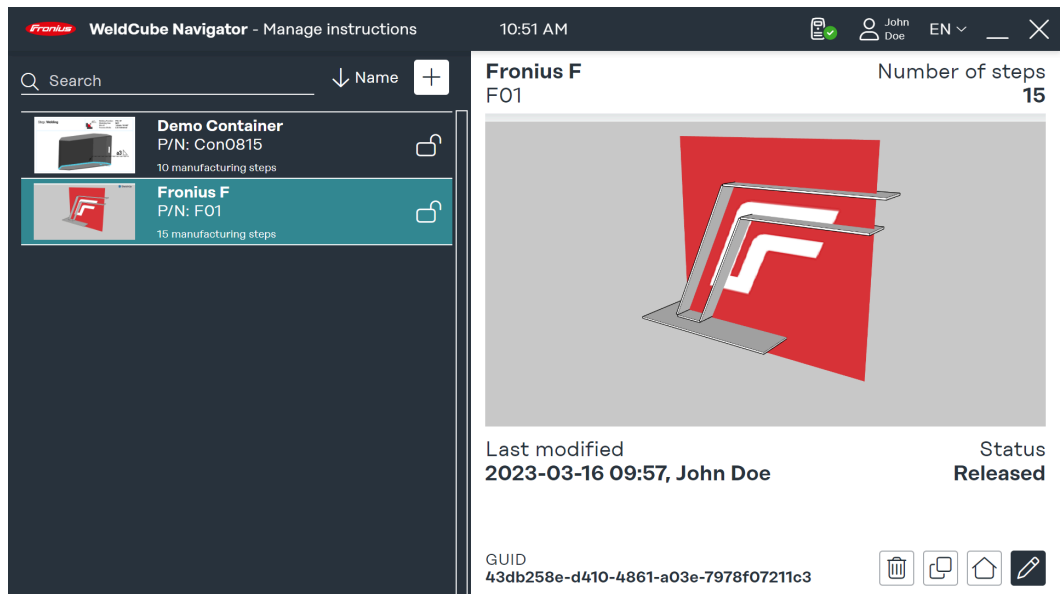 Fronius WeldCube Navigator - Manage instructions
10:51 AM
John
Doe
EN
Search
Name
Demo Container
P/N: Con0815
10 manufacturing steps
Fronius F
P/N: F01
15 manufacturing steps
Fronius F
F01
Number of steps
15
Last modified
2023-03-16 09:57, John Doe
Status
Released
GUID
43db258e-d410-4861-a03e-7978f07211c3